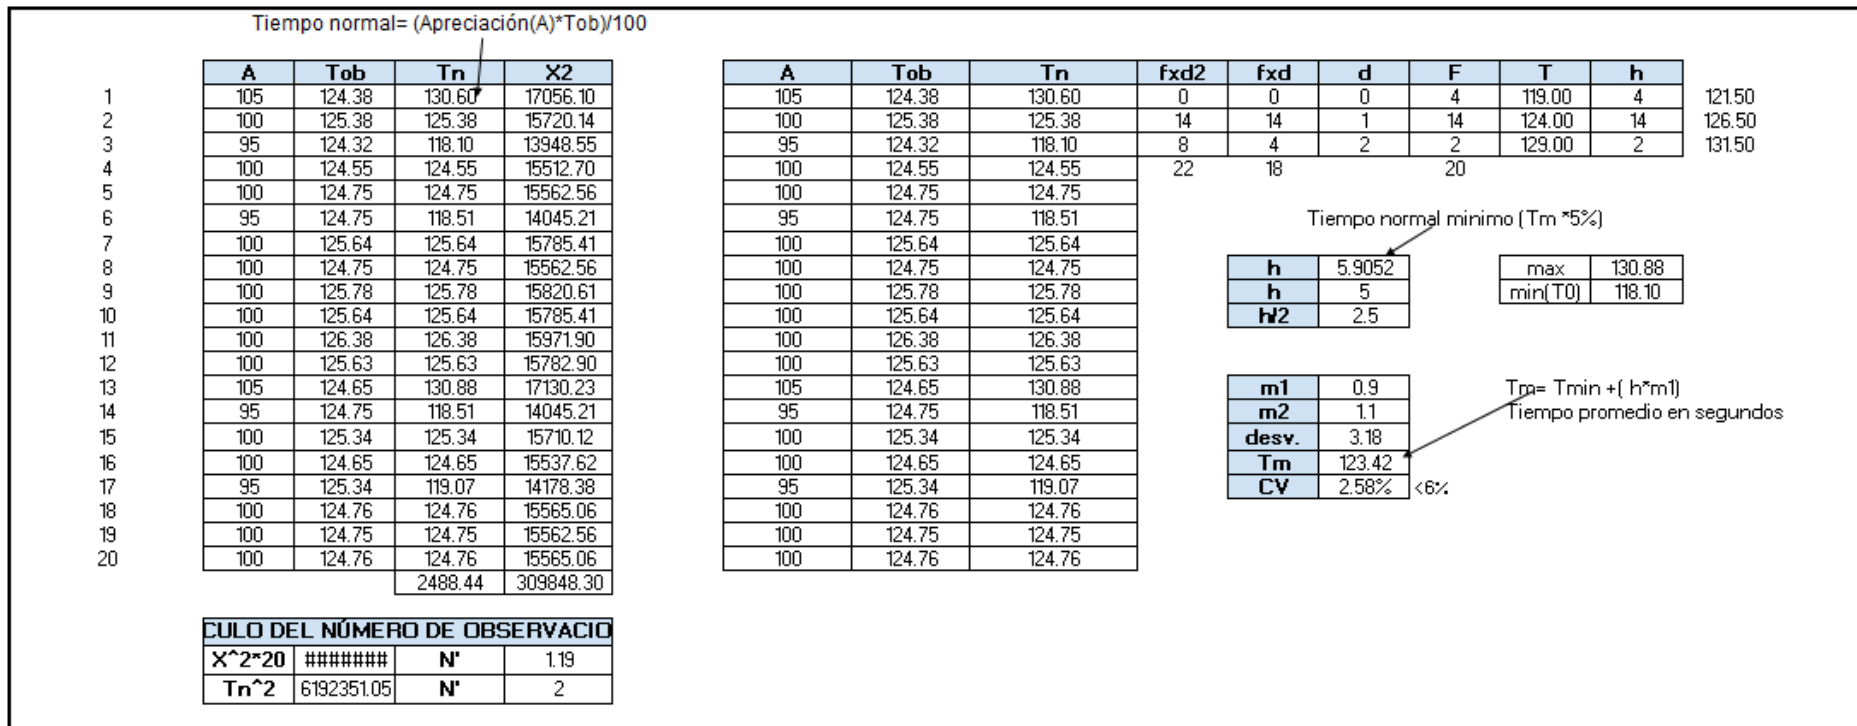 Tiempo normal= (Apreciación(A)*Tob)/100
A Tob Tn X2 A Tob Tn fxd2 fxd d F T h
1 105 124.38 130.60 17056.10 105 124.38 130.60 0 0 0 4 119.00 4 121.50
2 100 125.38 125.38 15720.14 100 125.38 125.38 14 14 1 14 124.00 14 126.50
3 95 124.32 118.10 13948.55 95 124.32 118.10 8 4 2 2 129.00 2 131.50
4 100 124.55 124.55 15512.70 100 124.55 124.55 22 18 20
5 100 124.75 124.75 15562.56 100 124.75 124.75
6 95 124.75 118.51 14045.21 95 124.75 118.51 Tiempo normal minimo (Tm *5%)
7 100 125.64 125.64 15785.41 100 125.64 125.64
8 100 124.75 124.75 15562.56 100 124.75 124.75 h 5.9052 max 130.88
9 100 125.78 125.78 15820.61 100 125.78 125.78 h 5 min(T0) 118.10
10 100 125.64 125.64 15785.41 100 125.64 125.64 h/2 2.5
11 100 126.38 126.38 15971.90 100 126.38 126.38
12 100 125.63 125.63 15782.90 100 125.63 125.63
13 105 124.65 130.88 17130.23 105 124.65 130.88 m1 0.9 Tm= Tmin +( h*m1)
14 95 124.75 118.51 14045.21 95 124.75 118.51 m2 1.1 Tiempo promedio en segundos
15 100 125.34 125.34 15710.12 100 125.34 125.34 desv. 3.18
16 100 124.65 124.65 15537.62 100 124.65 124.65 Tm 123.42
17 95 125.34 119.07 14178.38 95 125.34 119.07 CV 2.58% <6%
18 100 124.76 124.76 15565.06 100 124.76 124.76
19 100 124.75 124.75 15562.56 100 124.75 124.75
20 100 124.76 124.76 15565.06 100 124.76 124.76
2488.44 309848.30
CULO DEL NÚMERO DE OBSERVACIO
X^2*20 ####### N' 1.19
Tn^2 6192351.05 N' 2